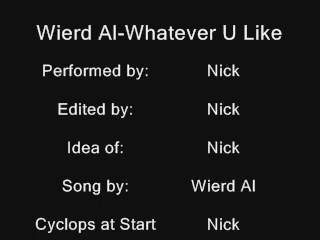 Wierd Al-Whatever U Like
Performed by: Nick
Edited by: Nick
Idea of: Nick
Song by: Wierd Al
Cyclops at Start Nick